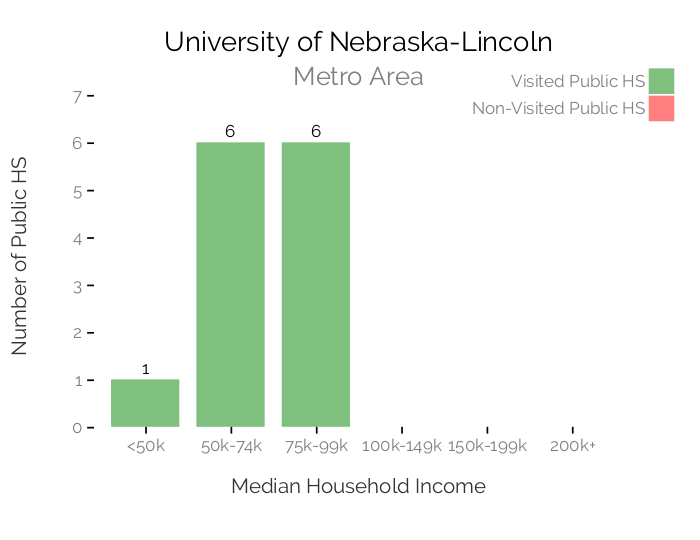 University of Nebraska-Lincoln
Metro Area
Visited Public HS
Non-Visited Public HS
Number of Public HS
7
6
5
4
3
2
1
0
1
6
6
<50k
50k-74k
75k-99k
100k-149k
150k-199k
200k+
Median Household Income